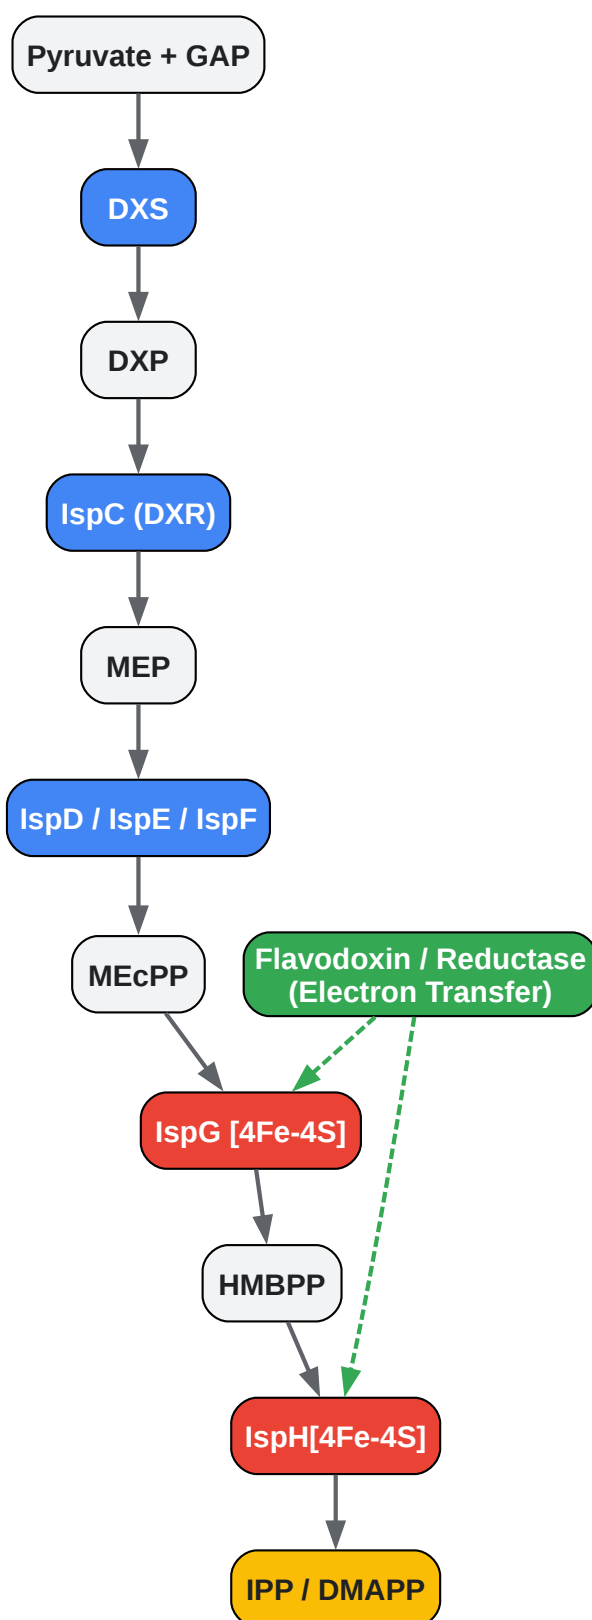 Pyruvate + GAP
DXS
DXP
IspC (DXR)
MEP
IspD / IspE / IspF
MEcPP
Flavodoxin / Reductase
(Electron Transfer)
IspG [4Fe-4S]
HMBPP
IspH[4Fe-4S]
IPP / DMAPP